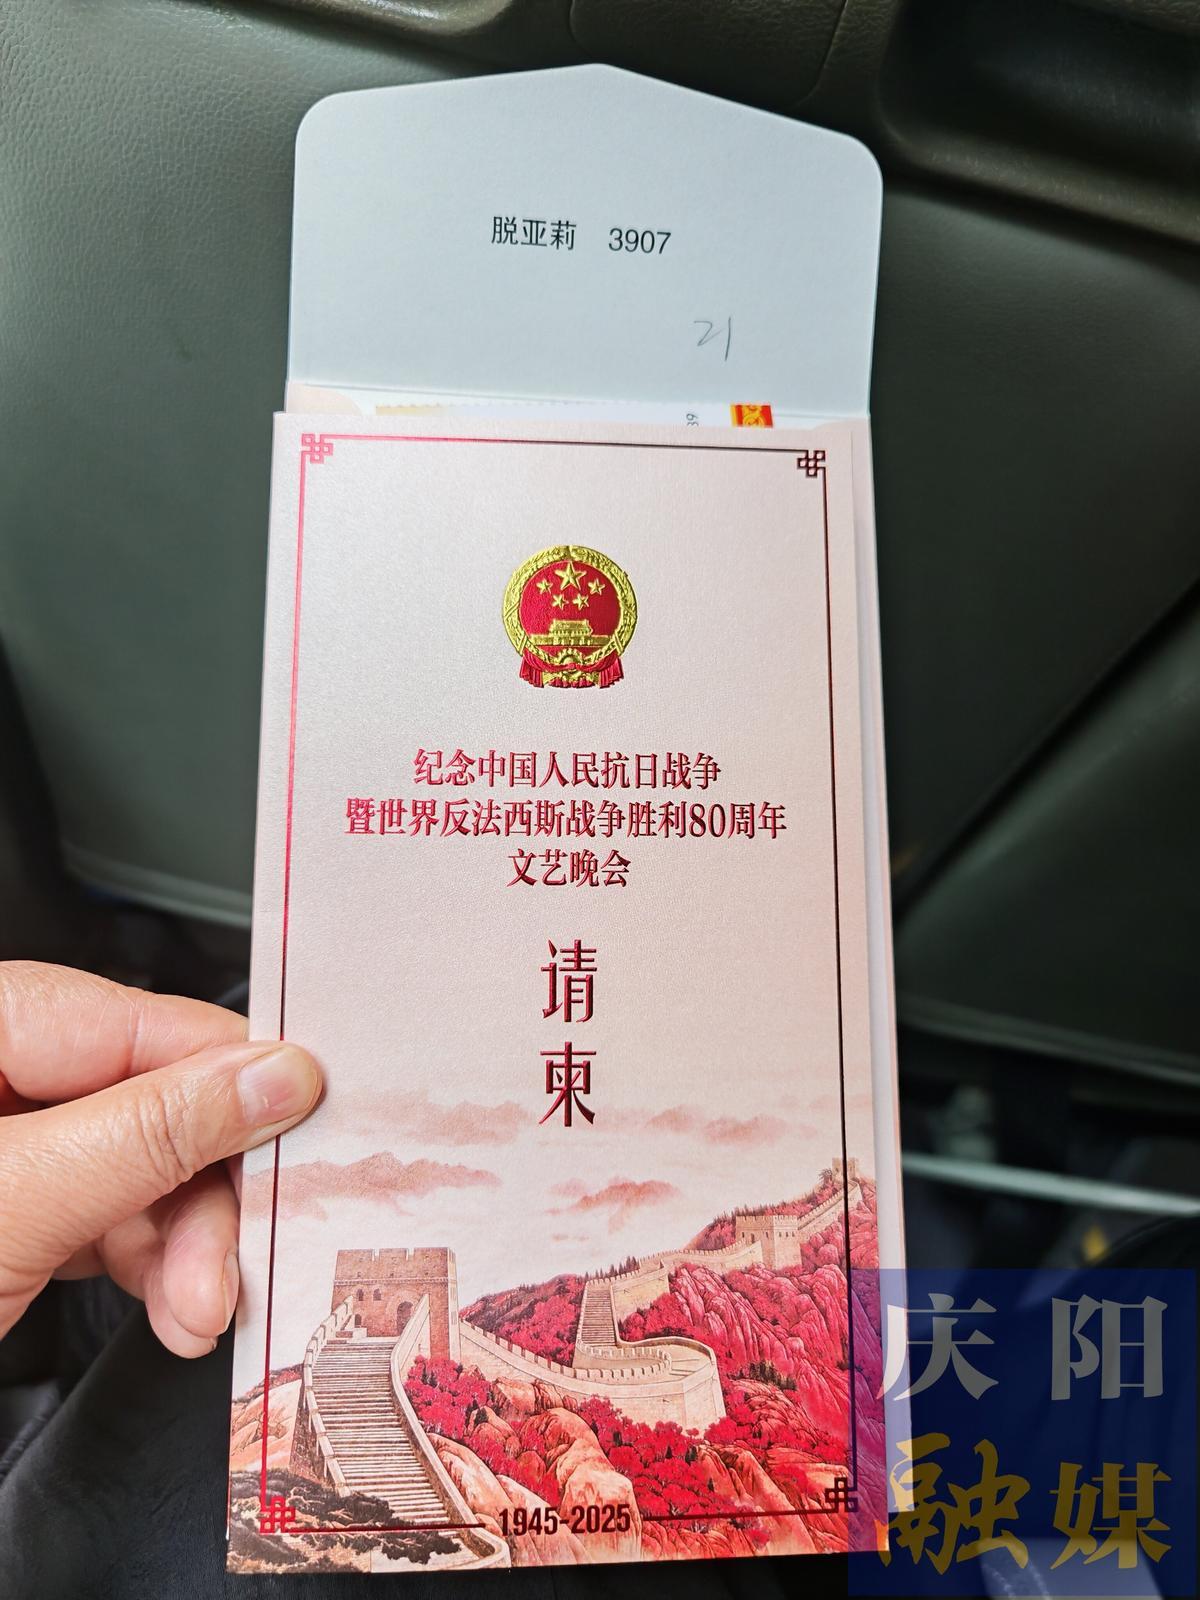 脱亚莉 3907
21
39
纪念中国人民抗日战争
暨世界反法西斯战争胜利80周年
文艺晚会
请
柬
1945-2025
庆阳
融媒